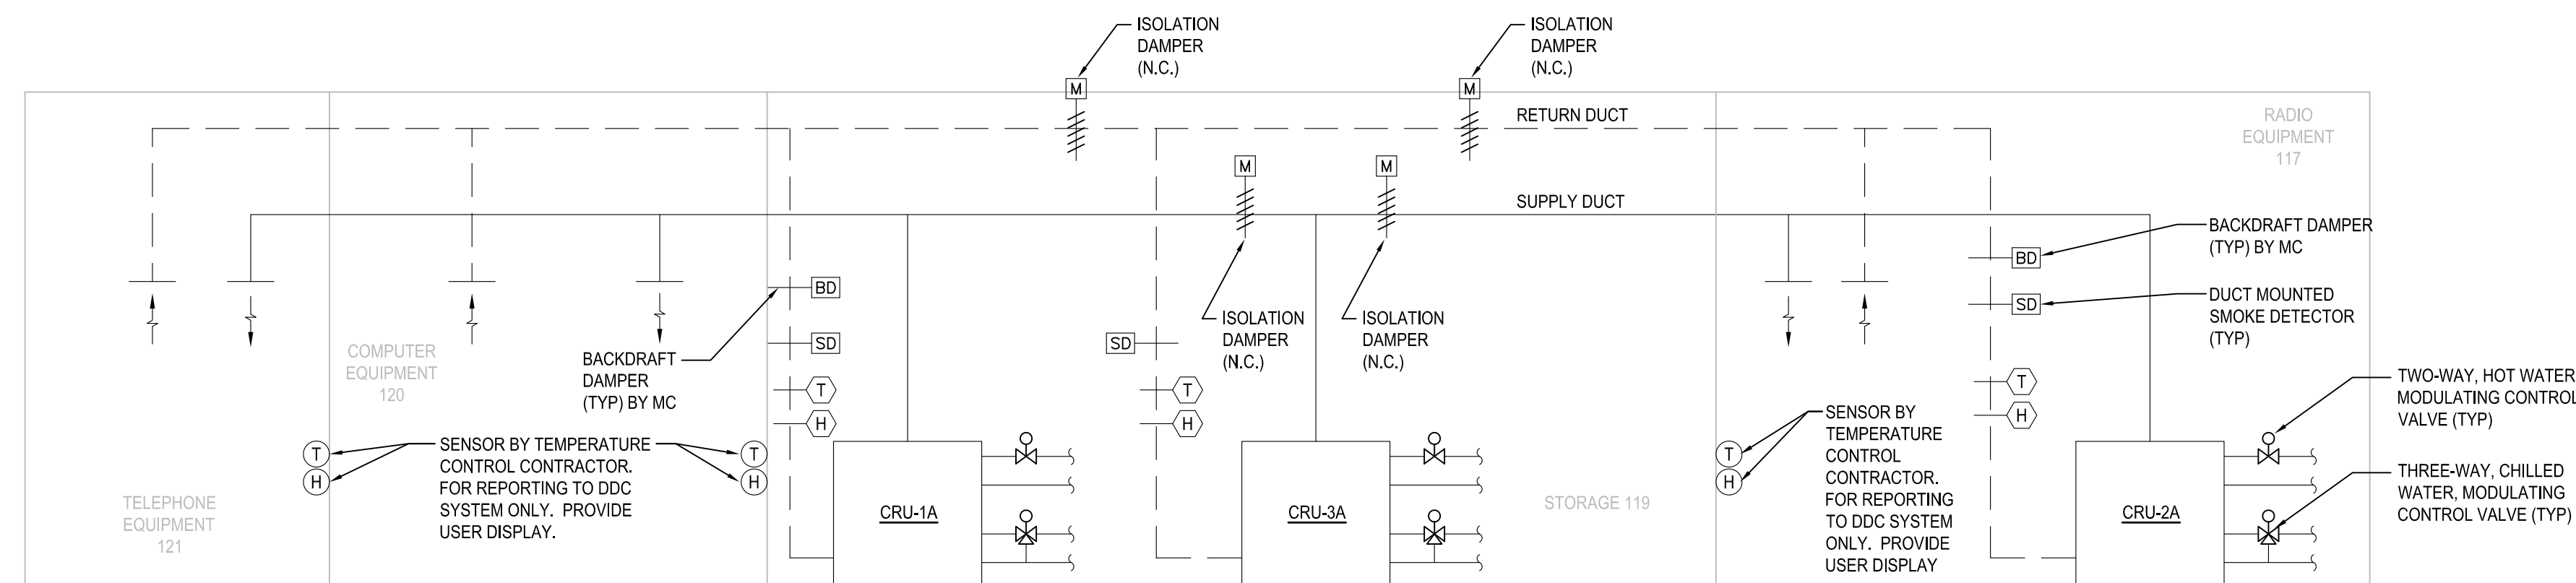 ISOLATION
DAMPER
(N.C.)
ISOLATION
DAMPER
(N.C.)
M
M
RETURN DUCT
RADIO
EQUIPMENT
117
M
M
SUPPLY DUCT
BACKDRAFT DAMPER
(TYP) BY MC
BD
BD
DUCT MOUNTED
SMOKE DETECTOR
(TYP)
SD
ISOLATION
DAMPER
(N.C.)
ISOLATION
DAMPER
(N.C.)
SD
SD
COMPUTER
EQUIPMENT
120
BACKDRAFT
DAMPER
(TYP) BY MC
T
H
T
H
T
H
TWO-WAY, HOT WATER
MODULATING CONTROL
VALVE (TYP)
SENSOR BY TEMPERATURE
CONTROL CONTRACTOR.
FOR REPORTING TO DDC
SYSTEM ONLY. PROVIDE
USER DISPLAY.
T
H
T
H
SENSOR BY
TEMPERATURE
CONTROL
CONTRACTOR.
FOR REPORTING
TO DDC SYSTEM
ONLY. PROVIDE
USER DISPLAY
T
H
THREE-WAY, CHILLED
WATER, MODULATING
CONTROL VALVE (TYP)
TELEPHONE
EQUIPMENT
121
CRU-1A
CRU-3A
STORAGE 119
CRU-2A